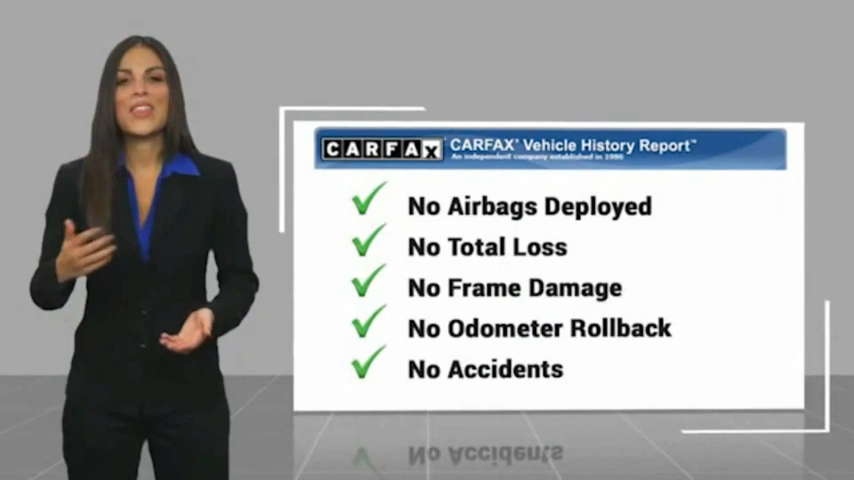 CARFAX CARFAX® Vehicle History Report™
An independent company established in 1986
No Airbags Deployed
No Total Loss
No Frame Damage
No Odometer Rollback
No Accidents
No Accidents